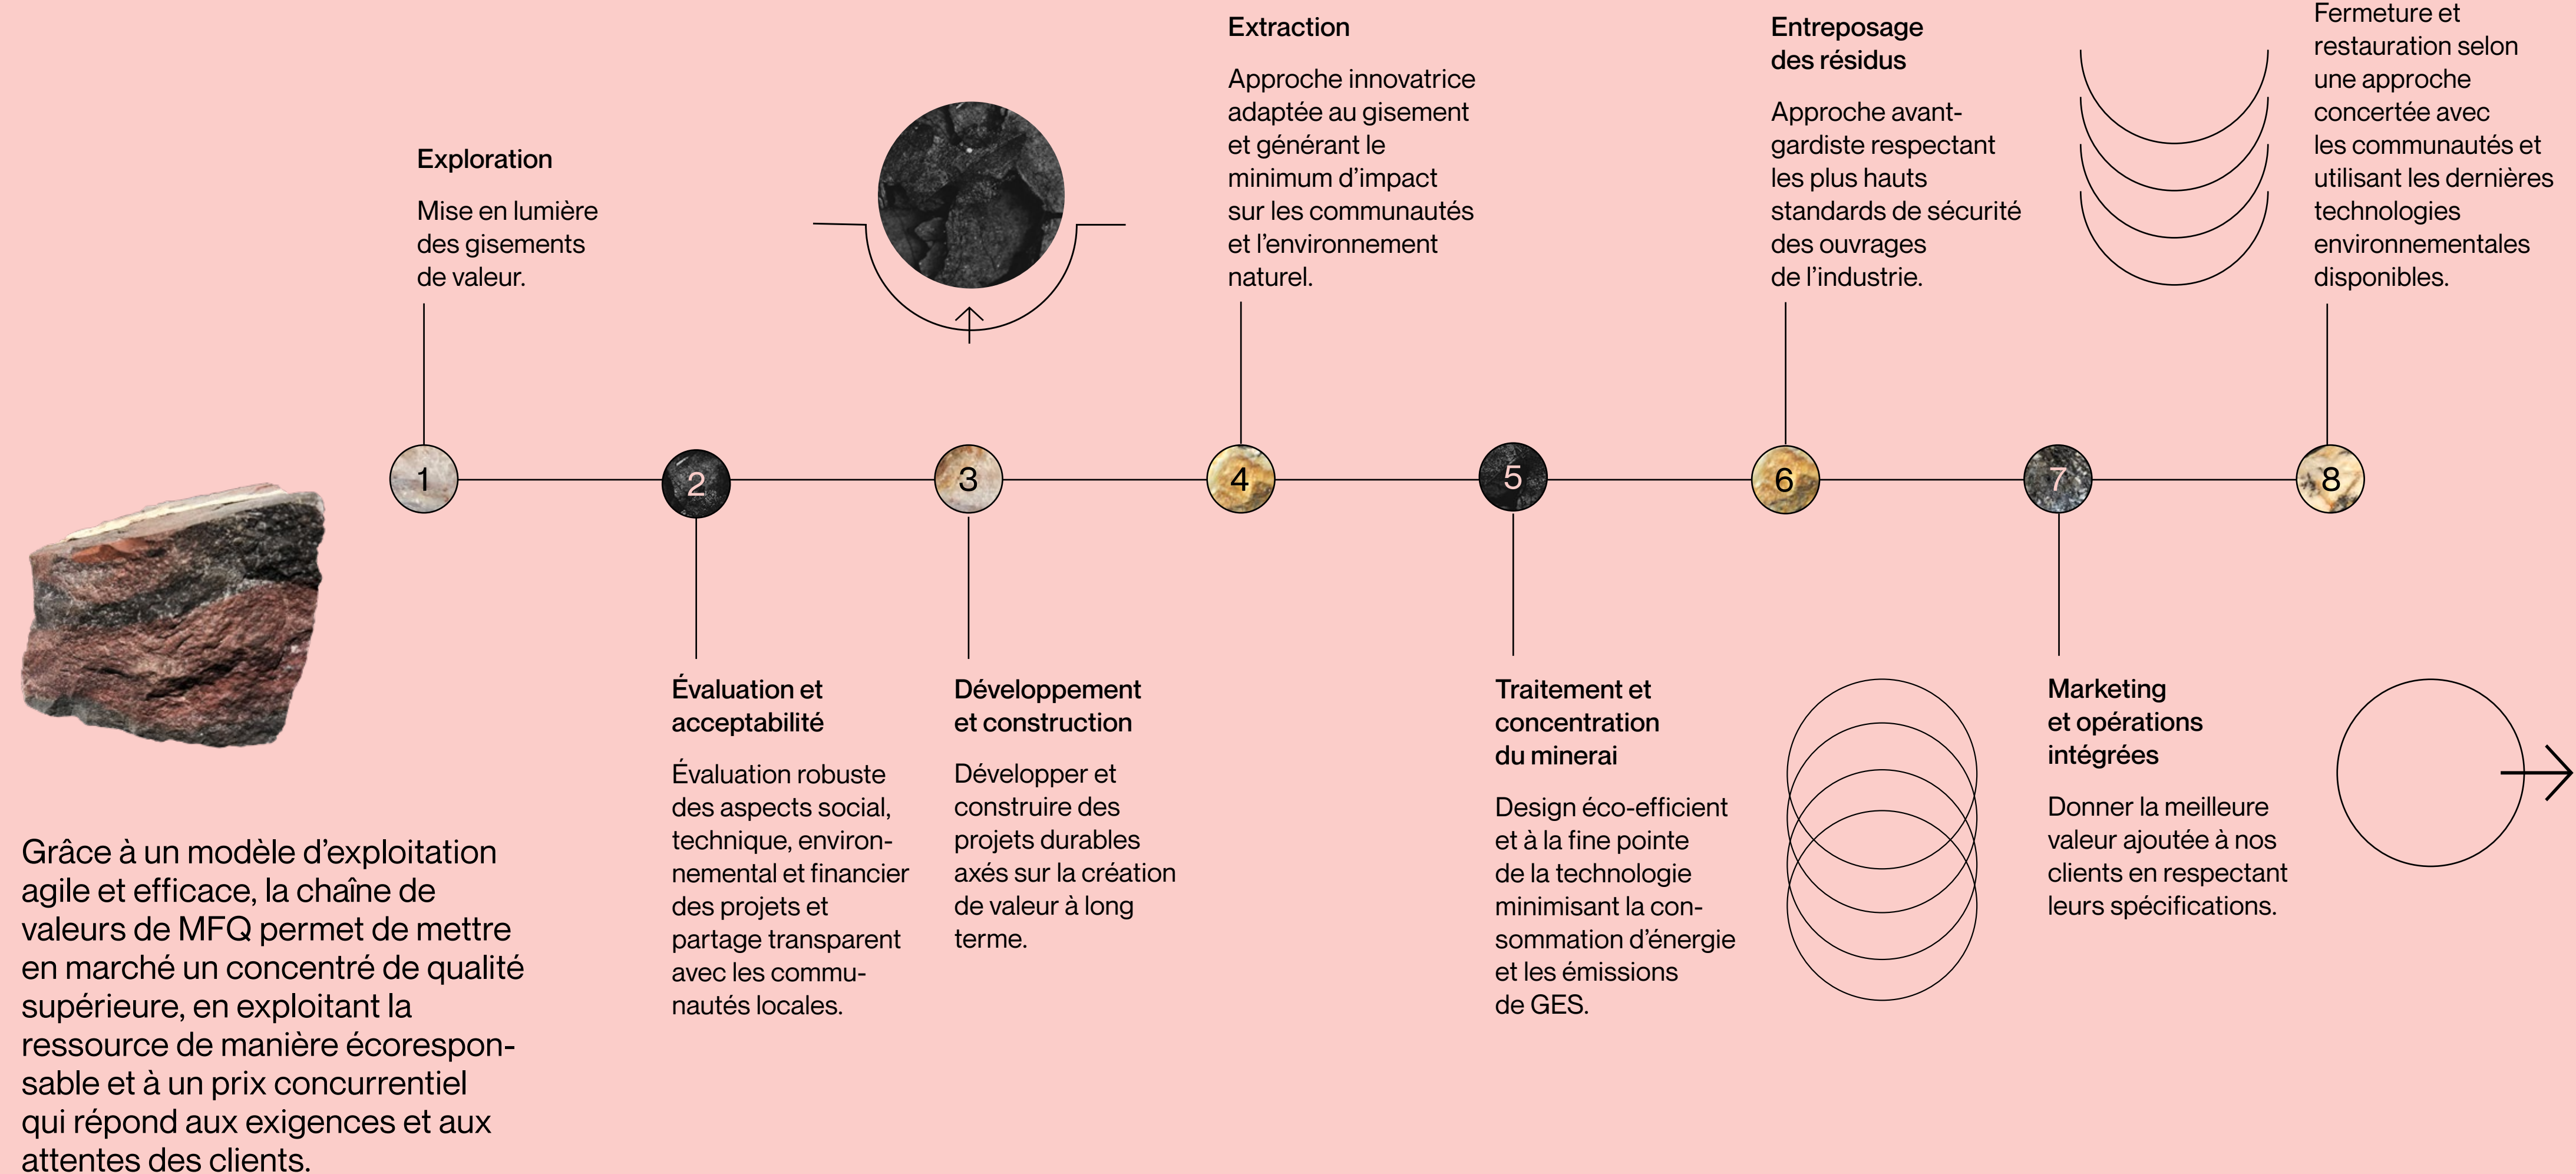 Exploration
Mise en lumière
des gisements
de valeur.
Extraction
Approche innovatrice
adaptée au gisement
et générant le
minimum d’impact
sur les communautés
et l’environnement
naturel.
Entreposage
des résidus
Approche avant-
gardiste respectant
les plus hauts
standards de sécurité
des ouvrages
de l’industrie.
Fermeture et
restauration selon
une approche
concertée avec
les communautés et
utilisant les dernières
technologies
environnementales
disponibles.
1
2
3
4
5
6
7
8
Évaluation et
acceptabilité
Évaluation robuste
des aspects social,
technique, environ-
nemental et financier
des projets et
partage transparent
avec les commu-
nautés locales.
Développement
et construction
Développer et
construire des
projets durables
axés sur la création
de valeur à long
terme.
Traitement et
concentration
du minerai
Design éco-efficient
et à la fine pointe
de la technologie
minimisant la con-
sommation d’énergie
et les émissions
de GES.
Marketing
et opérations
intégrées
Donner la meilleure
valeur ajoutée à nos
clients en respectant
leurs spécifications.
Grâce à un modèle d’exploitation
agile et efficace, la chaîne de
valeurs de MFQ permet de mettre
en marché un concentré de qualité
supérieure, en exploitant la
ressource de manière écorespon-
sable et à un prix concurrentiel
qui répond aux exigences et aux
attentes des clients.